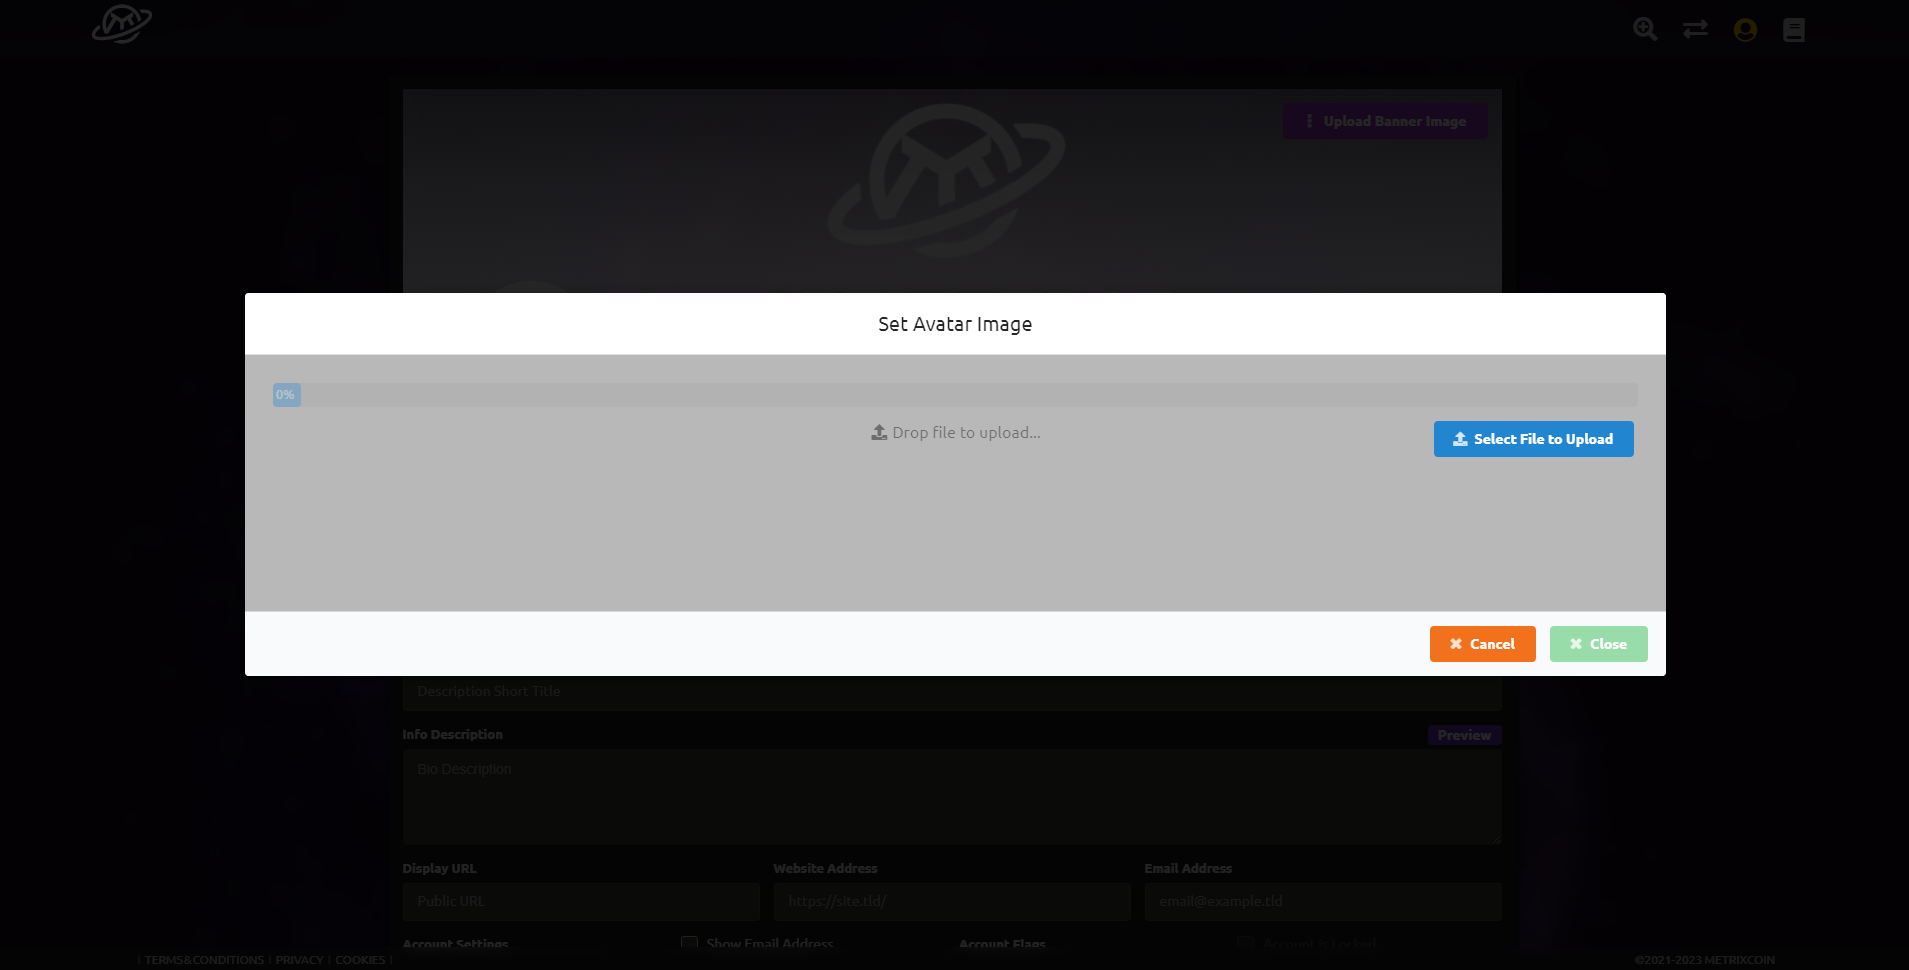 Upload Banner Image
Set Avatar Image
0%
Drop file to upload...
Select File to Upload
Cancel
Close
Description Short Title
Info Description
Preview
Bio Description
Display URL
Website Address
Email Address
Public URL
https://site.tld/
email@example.tld
Account Settings
Show Email Address
Account Flags
Account is Locked
| TERMS&CONDITIONS | PRIVACY | COOKIES |
©2021-2023 METRIXCOIN